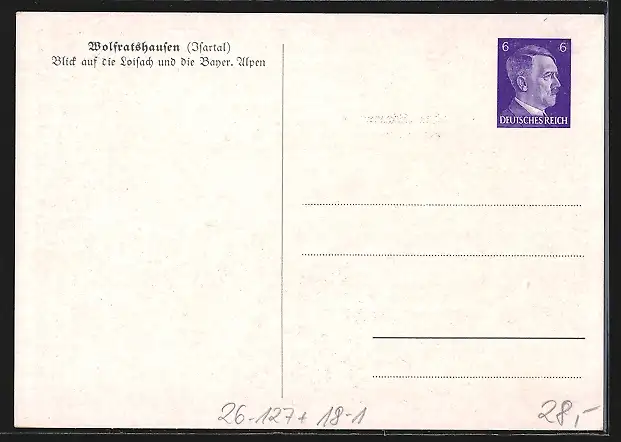 Wolfratshausen (Isartal)
Blick auf die Loisach und die Bayer. Alpen
6 6
DEUTSCHES REICH
26-127+ 18-1
28,-